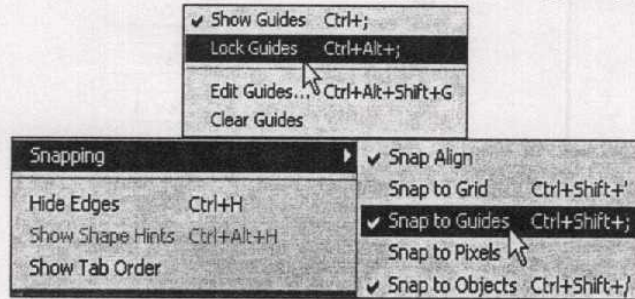 ✔ Show Guides Ctrl+;
Lock Guides Ctrl+Alt+;
Edit Guides... Ctrl+Alt+Shift+G
Clear Guides
Snapping
Hide Edges Ctrl+H
Show Shape Hints Ctrl+Alt+H
Show Tab Order
✔ Snap Align
Snap to Grid Ctrl+Shift+'
✔ Snap to Guides Ctrl+Shift+;
Snap to Pixels
✔ Snap to Objects Ctrl+Shift+/